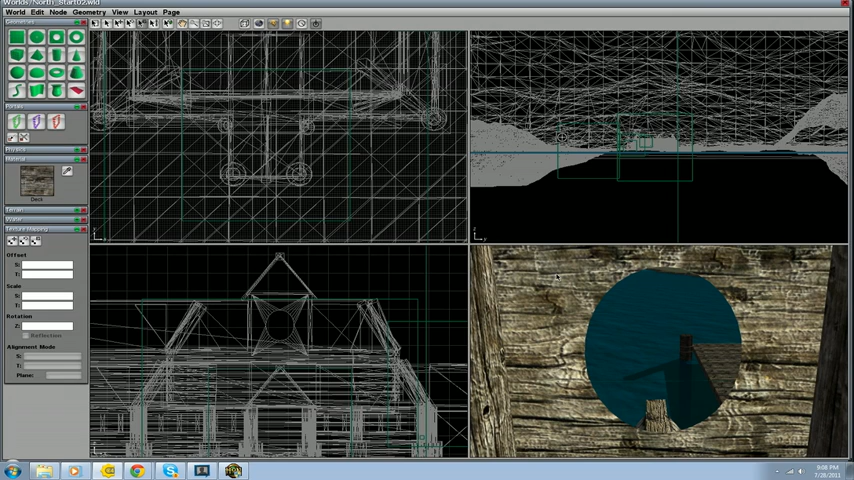 Worlds/North_Start02.wld
World Edit Node Geometry View Layout Page
Geometries
Portals
Physics
Material
Deck
Terrain
Water
Texture Mapping
Offset
S:
T:
Scale
S:
T:
Rotation
Z:
Reflection
Alignment Mode
S:
T:
Plane:
9:08 PM
7/28/2011